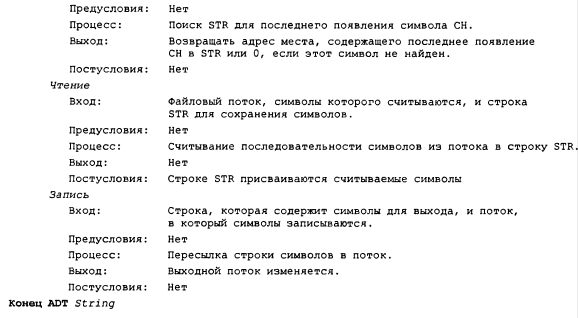 Предусловия: Нет
Процесс: Поиск STR для последнего появления символа CH.
Выход: Возвращать адрес места, содержащего последнее появление
CH в STR или 0, если этот символ не найден.
Постусловия: Нет
Чтение
Вход: Файловый поток, символы которого считываются, и строка
STR для сохранения символов.
Предусловия: Нет
Процесс: Считывание последовательности символов из потока в строку STR.
Выход: Нет
Постусловия: Строке STR присваиваются считываемые символы
Запись
Вход: Строка, которая содержит символы для выхода, и поток,
в который символы записываются.
Предусловия: Нет
Процесс: Пересылка строки символов в поток.
Выход: Выходной поток изменяется.
Постусловия: Нет
Конец ADT String